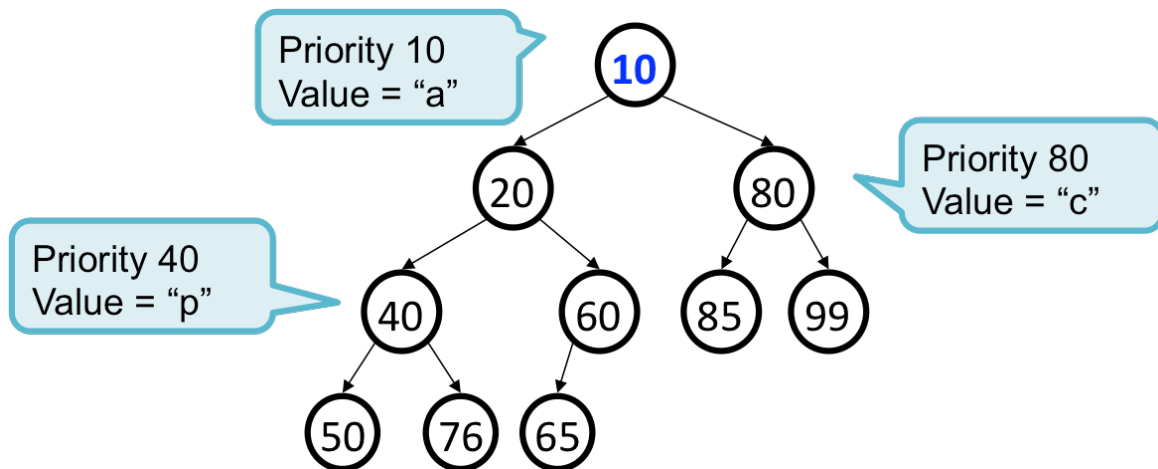 Priority 10
Value = “a”
10
20
80
Priority 80
Value = “c”
Priority 40
Value = “p”
40
60
85
99
50
76
65